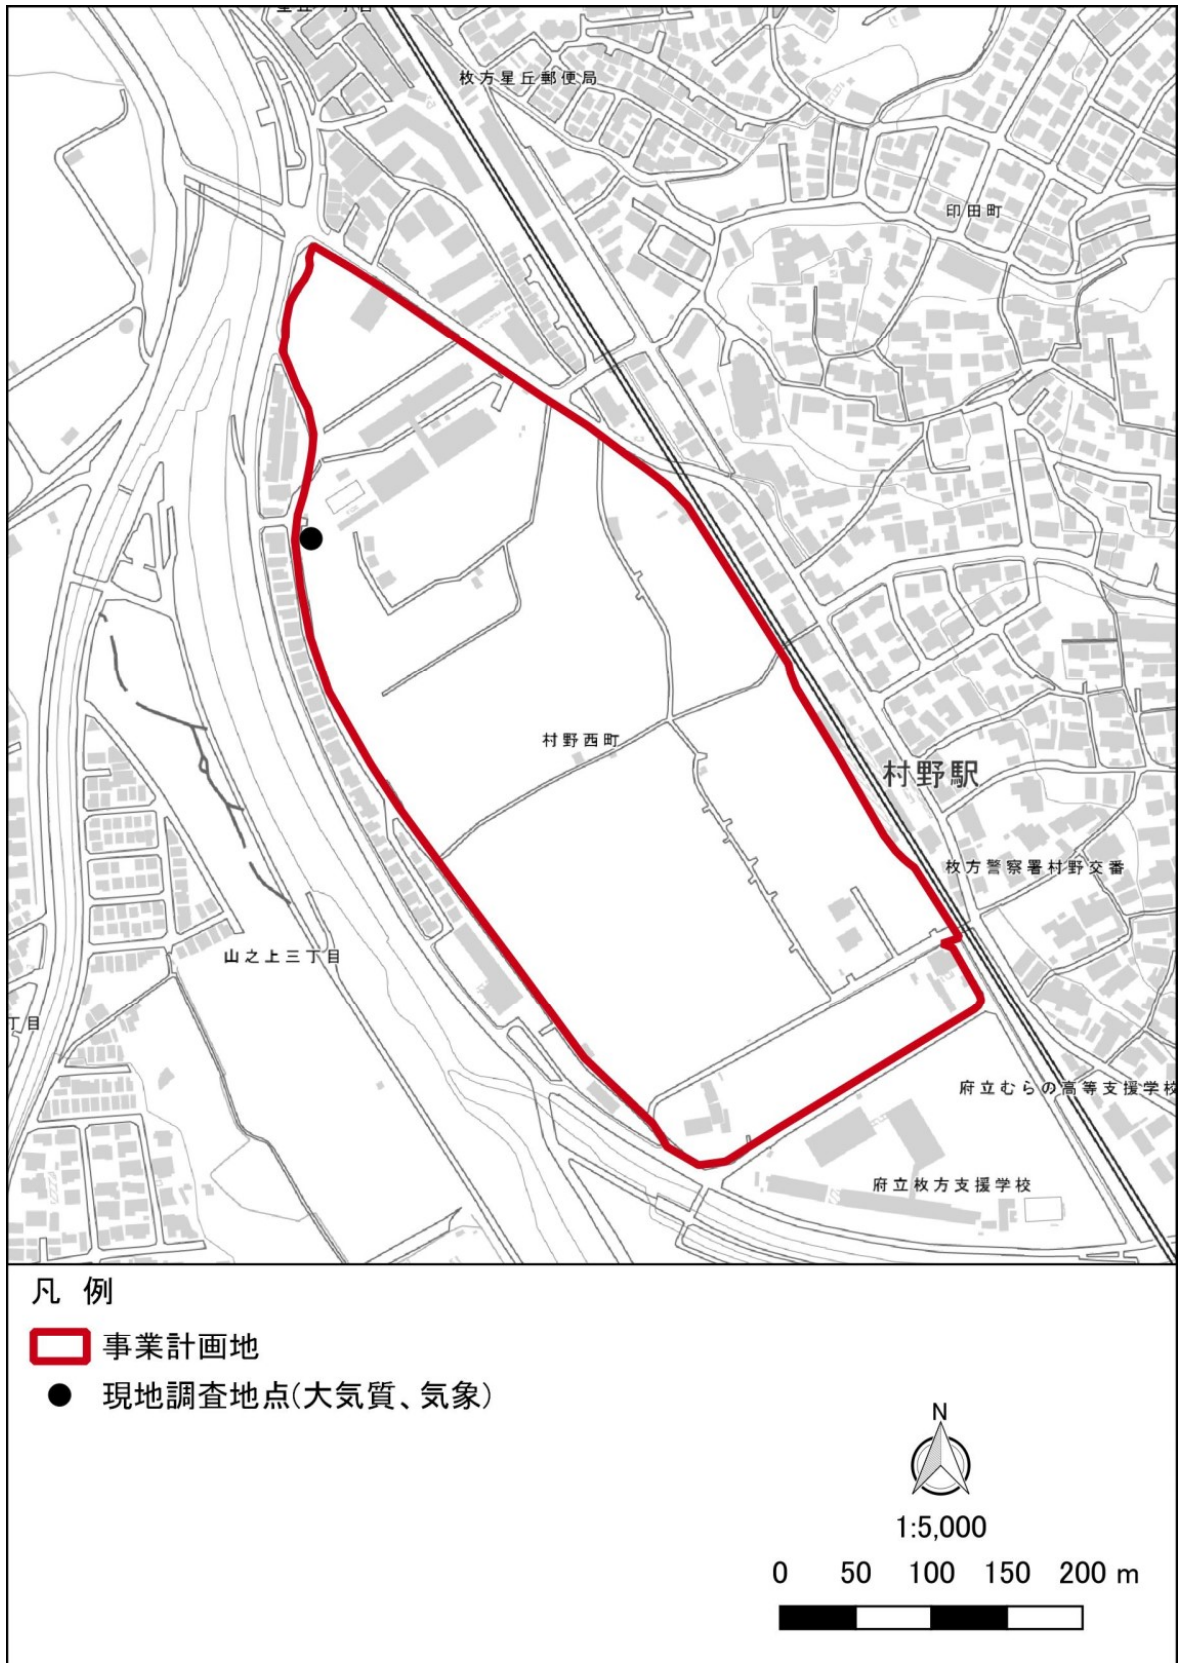 枚方星丘郵便局
印田町
村野西町
村野駅
枚方警察署村野交番
山之上三丁目
丁目
府立むらの高等支援学校
府立枚方支援学校
凡 例
事業計画地
現地調査地点(大気質、気象)
N
1:5,000
0 50 100 150 200 m